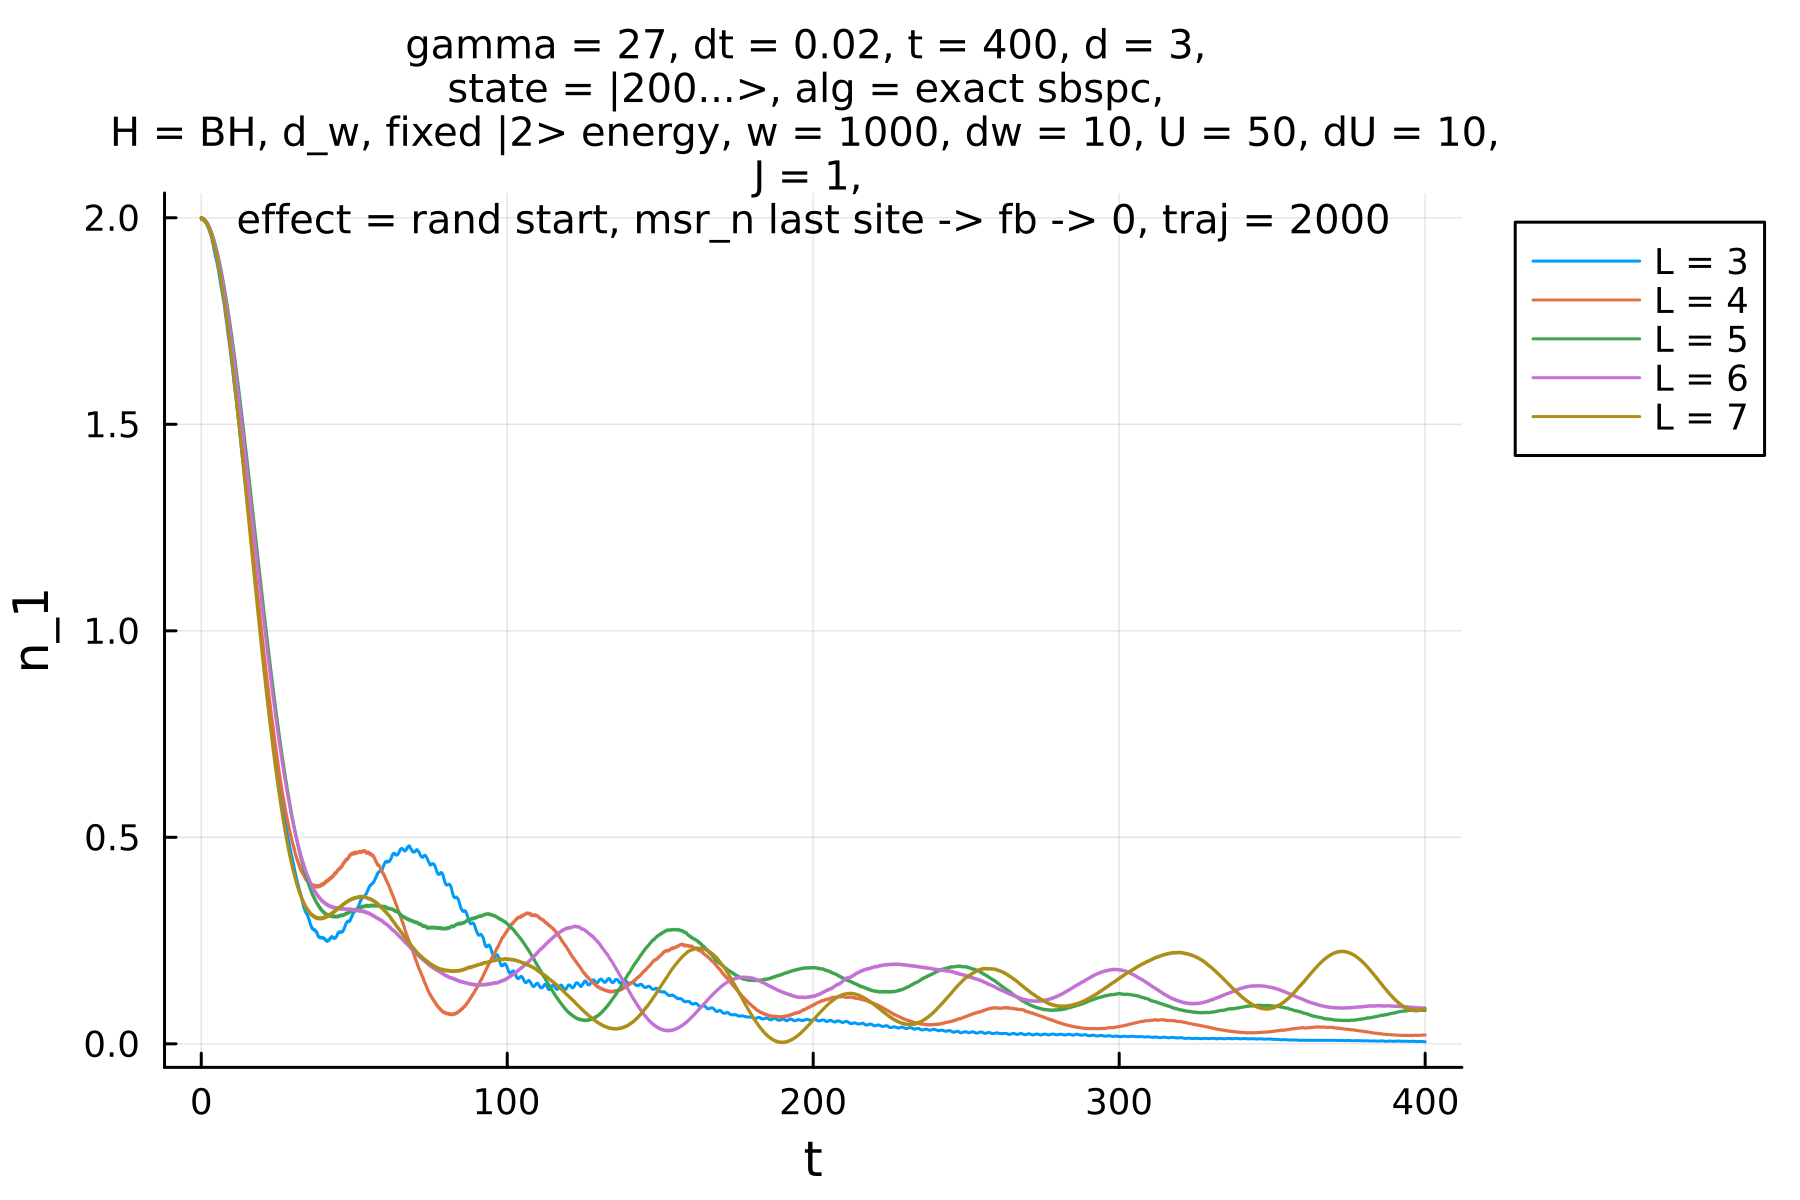 gamma = 27, dt = 0.02, t = 400, d = 3,
state = |200...>, alg = exact sbspc,
H = BH, d_w, fixed |2> energy, w = 1000, dw = 10, U = 50, dU = 10,
J = 1,
effect = rand start, msr_n last site -> fb -> 0, traj = 2000
2.0
1.5
1.0
0.5
0.0
n_1
0 100 200 300 400
t
L = 3
L = 4
L = 5
L = 6
L = 7